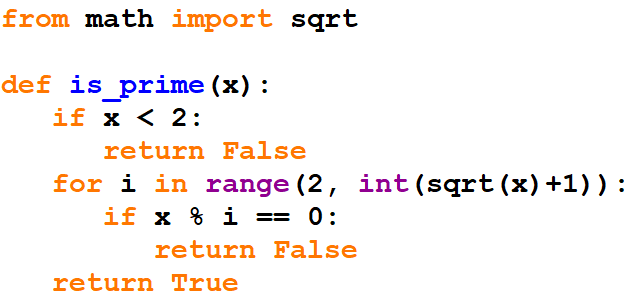 from math import sqrt

def is_prime(x):
   if x < 2:
      return False
   for i in range(2, int(sqrt(x)+1)):
      if x % i == 0:
         return False
   return True